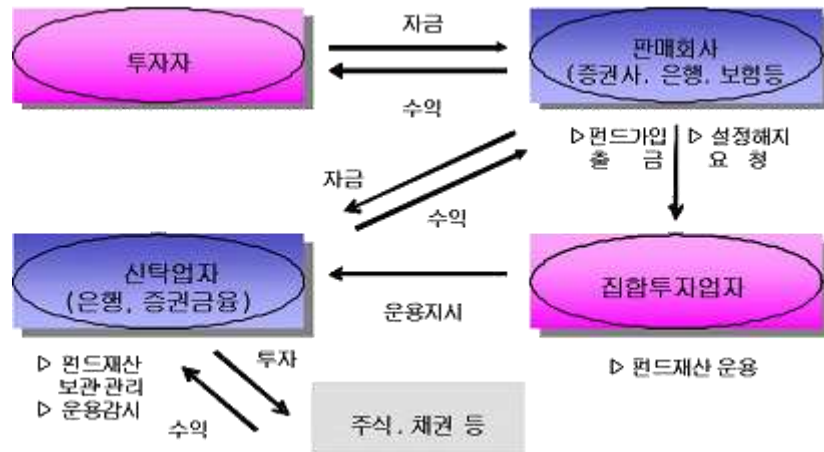 자금
투자자
판매회사
(증권사, 은행, 보험등
수익
▷펀드가입
출 금
▷설정해지
요 청
자금
수익
신탁업자
(은행, 증권금융)
집합투자업자
운용지시
▷ 펀드재산
보관·관리
▷ 운용감시
투자
수익
▷ 펀드재산 운용
주식, 채권 등